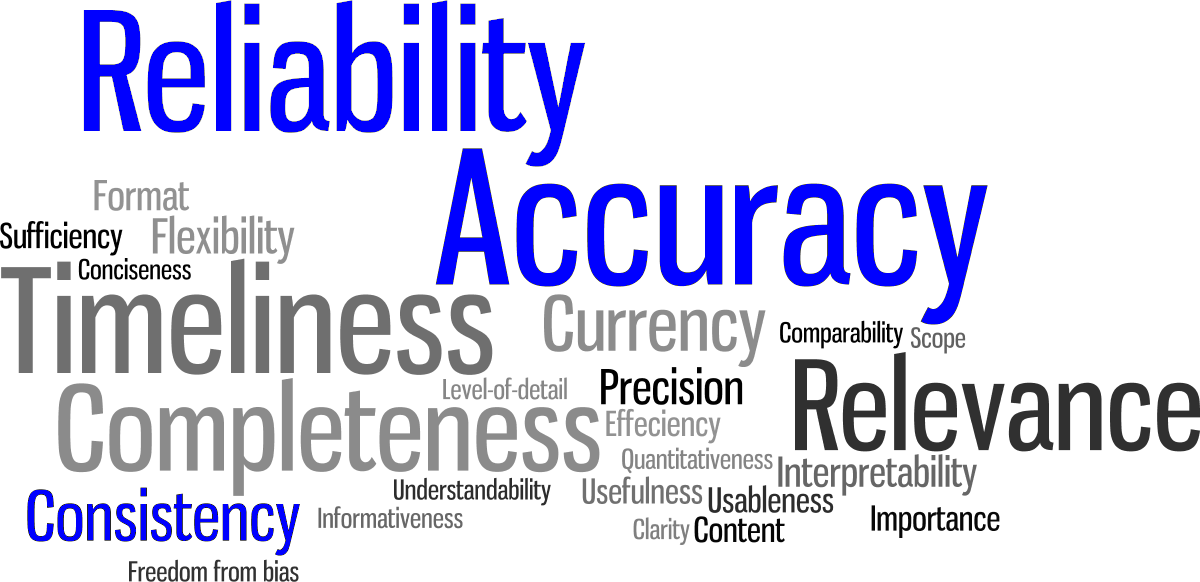 Reliability
Accuracy
Format
Sufficiency
Flexibility
Conciseness
Timeliness
Currency
Comparability
Scope
Relevance
Level-of-detail
Precision
Completeness
Effeciency
Quantitativeness
Interpretability
Understandability
Usefulness
Usableness
Consistency
Informativeness
Clarity
Content
Importance
Freedom from bias